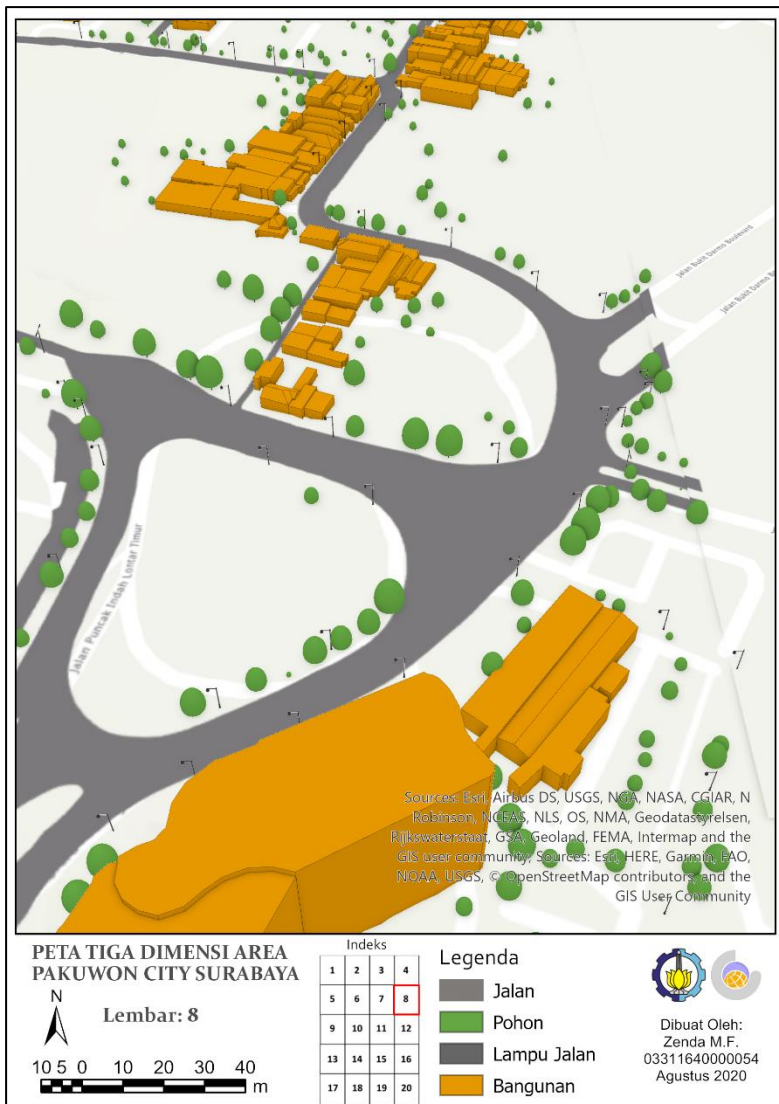 Jalan Bukit Darmo Boulevard
Jalan Bukit Darmo Bou
Jalan Puncak Indah Lontar Timur
Sources: Esri, Airbus DS, USGS, NGA, NASA, CGIAR, N
Robinson, NCEAS, NLS, OS, NMA, Geodatastyrelsen,
Rijkswaterstaat, GSA, Geoland, FEMA, Intermap and the
GIS user community, Sources: Esri, HERE, Garmin, FAO,
NOAA, USGS, © OpenStreetMap contributors, and the
GIS User Community
PETA TIGA DIMENSI AREA
PAKUWON CITY SURABAYA
Lembar: 8
N
10 5 0 10 20 30 40
m
Indeks
1 2 3 4
5 6 7 8
9 10 11 12
13 14 15 16
17 18 19 20
Legenda
Jalan
Pohon
Lampu Jalan
Bangunan
Dibuat Oleh:
Zenda M.F.
03311640000054
Agustus 2020